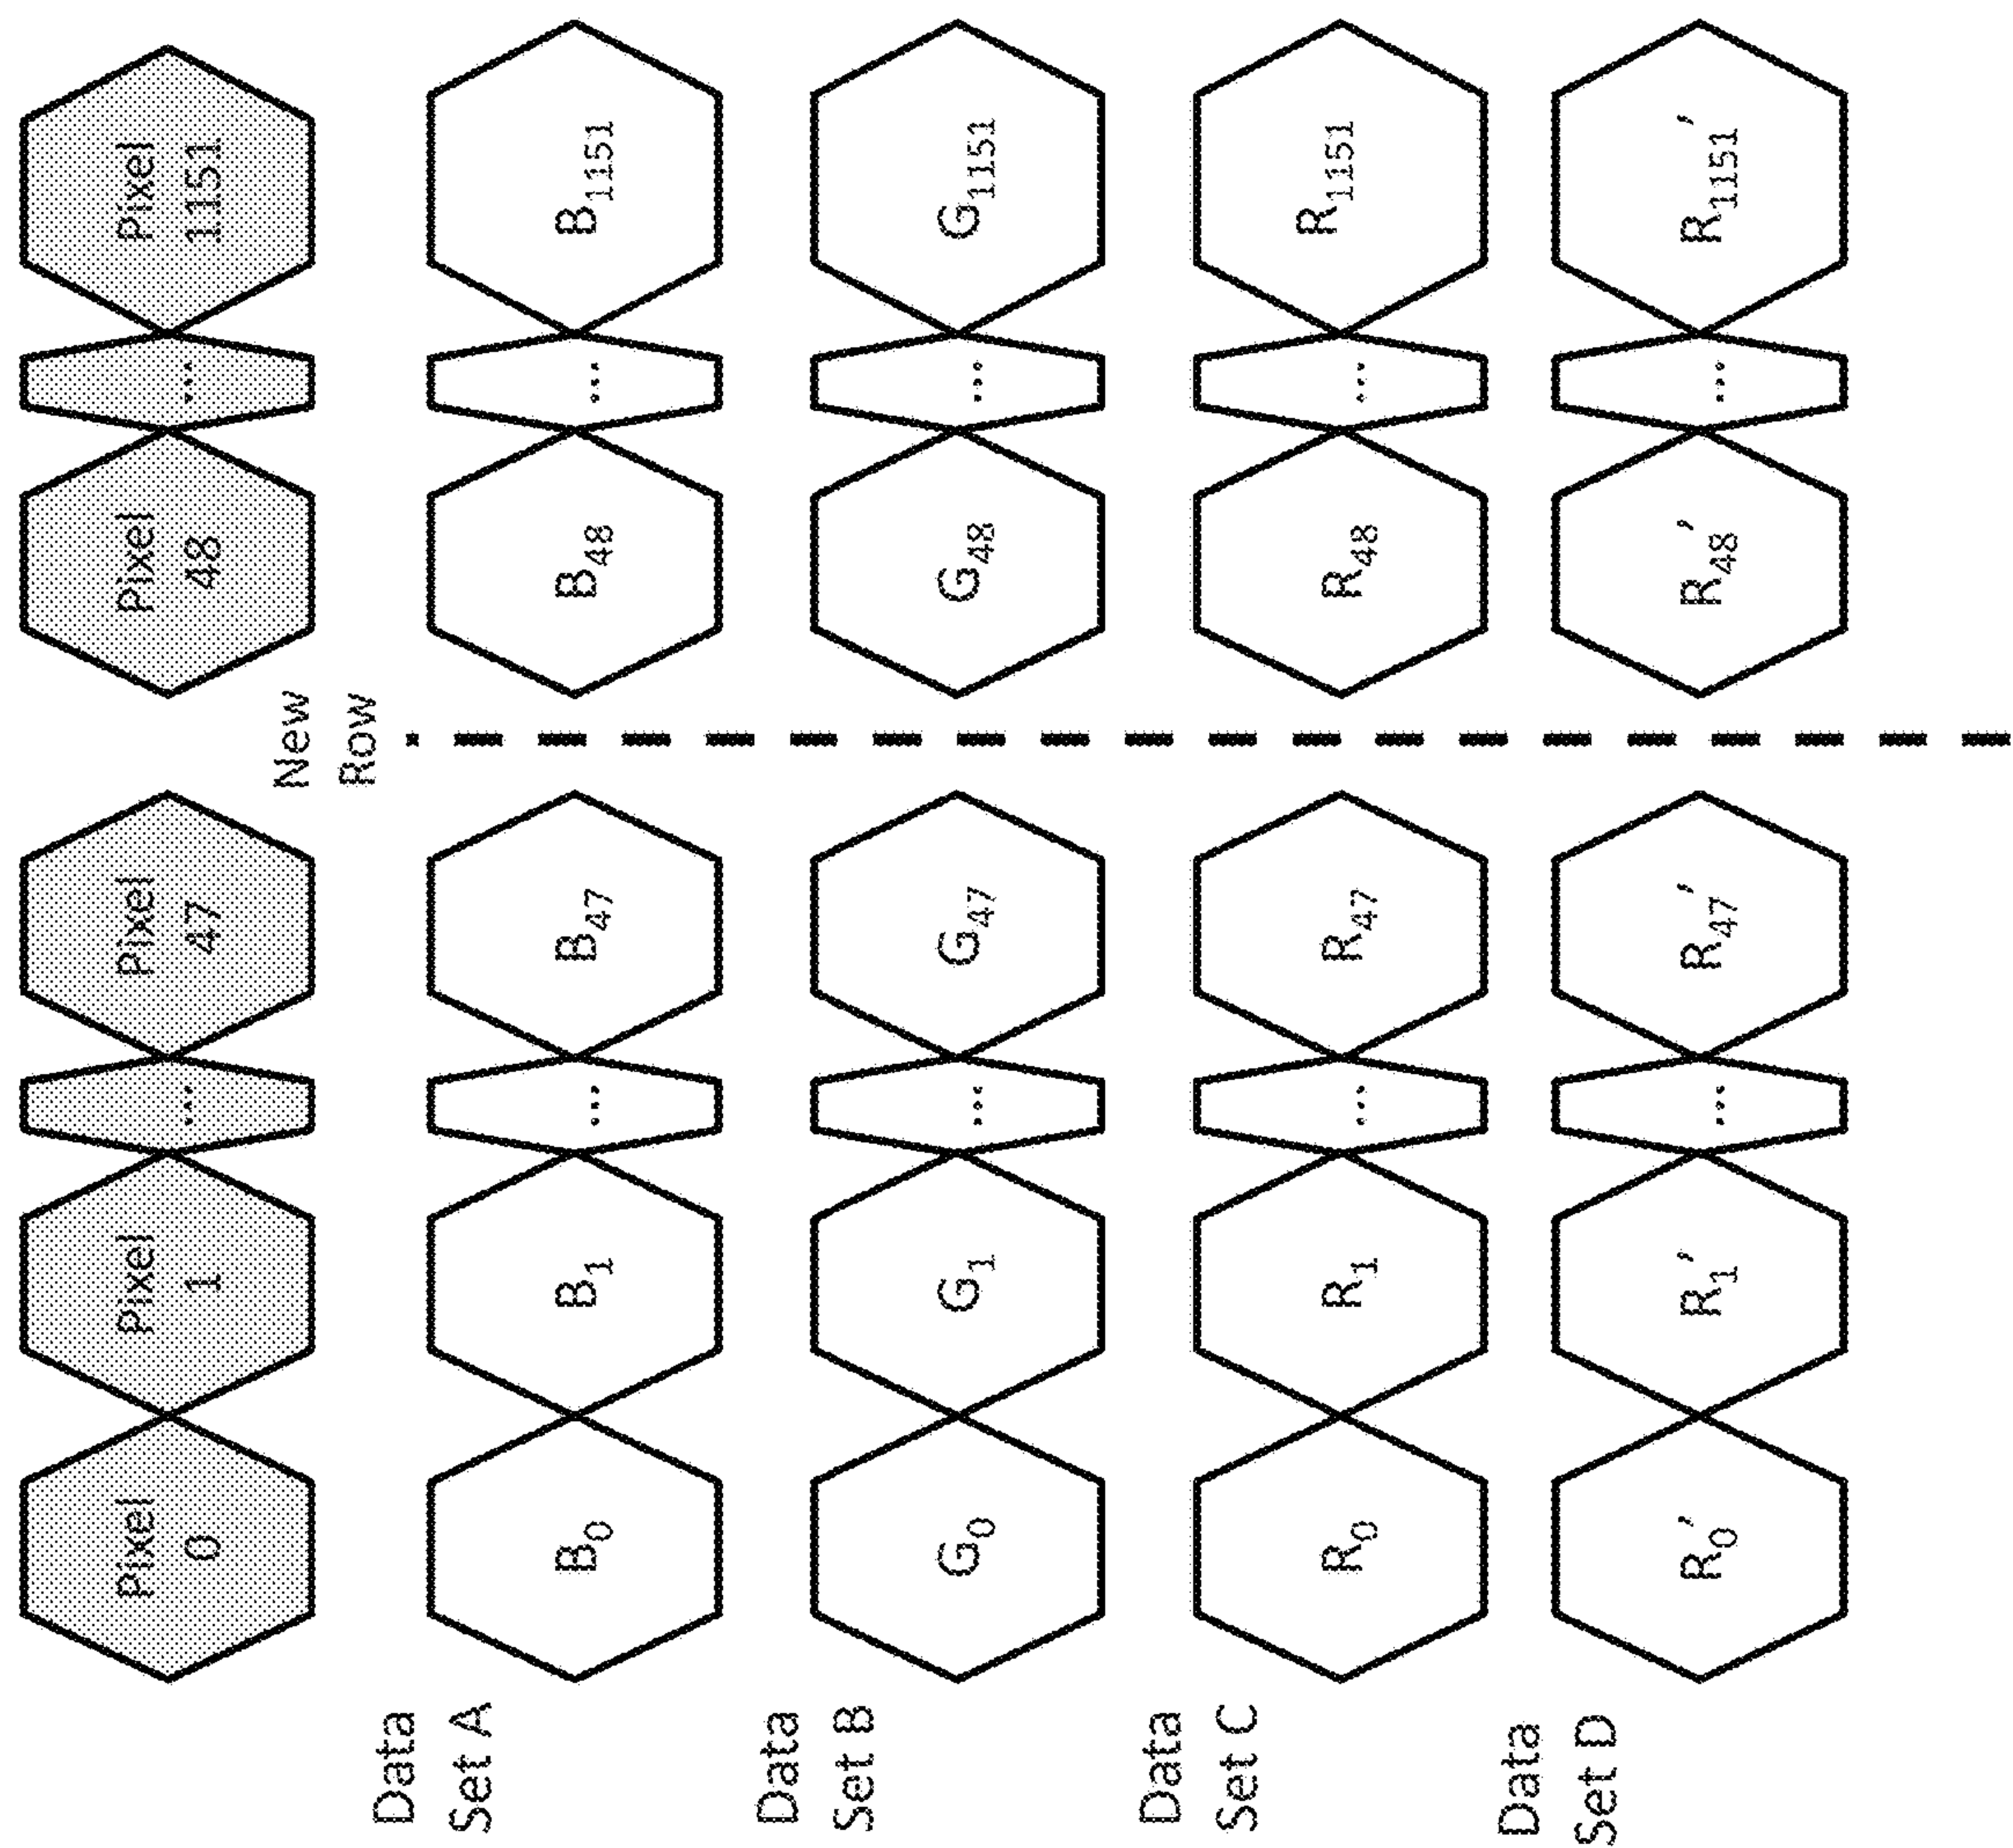 Pixel
0
Pixel
1
...
Pixel
47
Pixel
48
...
Pixel
1151
New
Row
Data
Set A
B0
B1
...
B47
B48
...
B1151
Data
Set B
G0
G1
...
G47
G48
...
G1151
Data
Set C
R0
R1
...
R47
R48
...
R1151
Data
Set D
R0'
R1'
...
R47'
R48'
...
R1151'